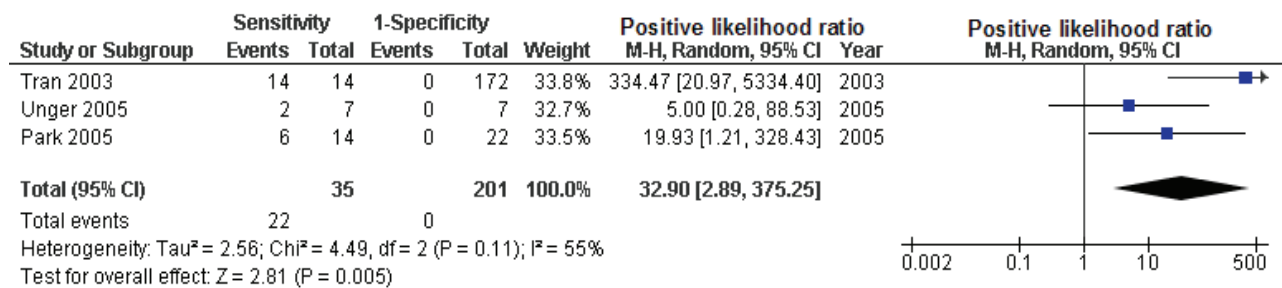 Sensitivity 1-Specificity Positive likelihood ratio Positive likelihood ratio
Study or Subgroup Events Total Events Total Weight M-H, Random, 95% CI Year M-H, Random, 95% CI
Tran 2003 14 14 0 172 33.8% 334.47 [20.97, 5334.40] 2003
Unger 2005 2 7 0 7 32.7% 5.00 [0.28, 88.53] 2005
Park 2005 6 14 0 22 33.5% 19.93 [1.21, 328.43] 2005
Total (95% CI) 35 201 100.0% 32.90 [2.89, 375.25]
Total events 22 0
Heterogeneity: Tau² = 2.56; Chi² = 4.49, df = 2 (P = 0.11); I² = 55%
Test for overall effect: Z = 2.81 (P = 0.005)
0.002 0.1 1 10 500